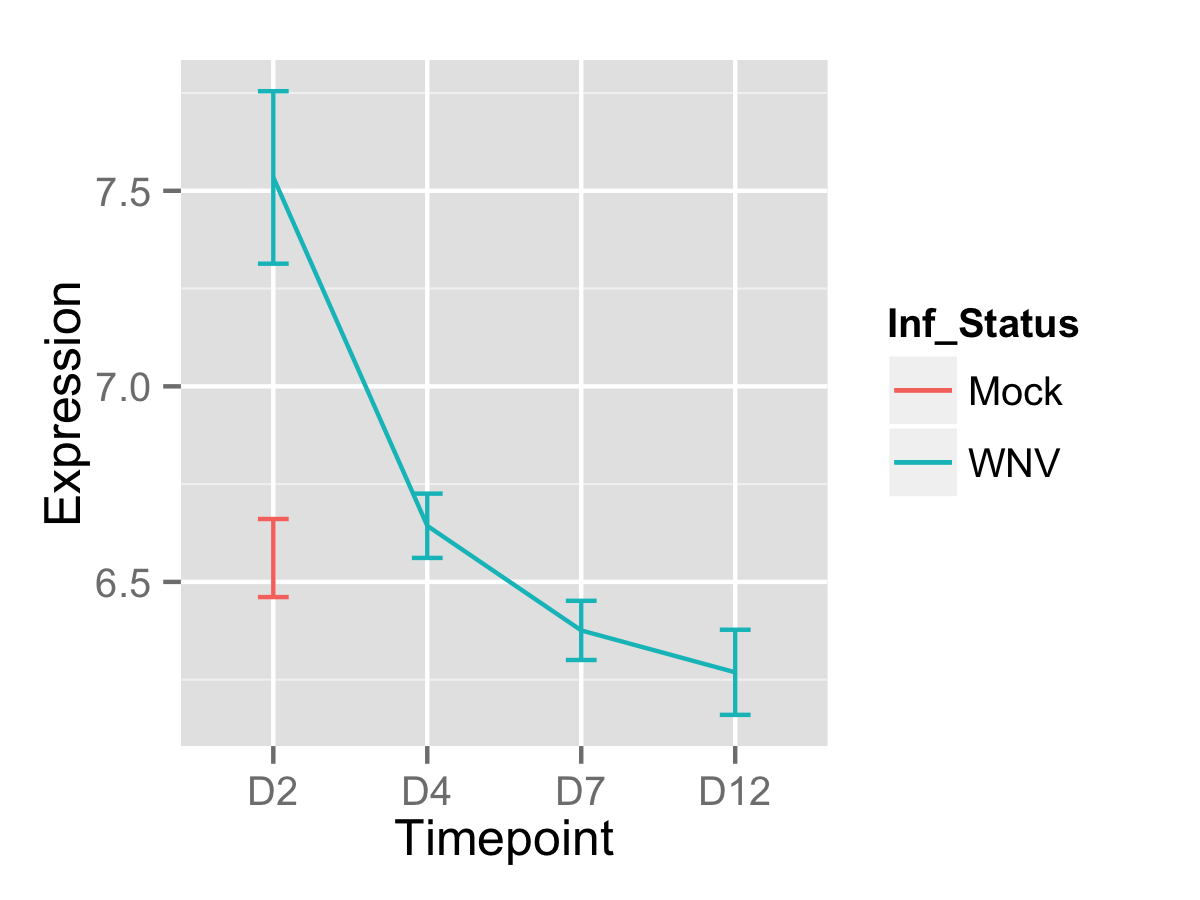 Expression
7.5
7.0
6.5
D2 D4 D7 D12
Timepoint
Inf_Status
Mock
WNV